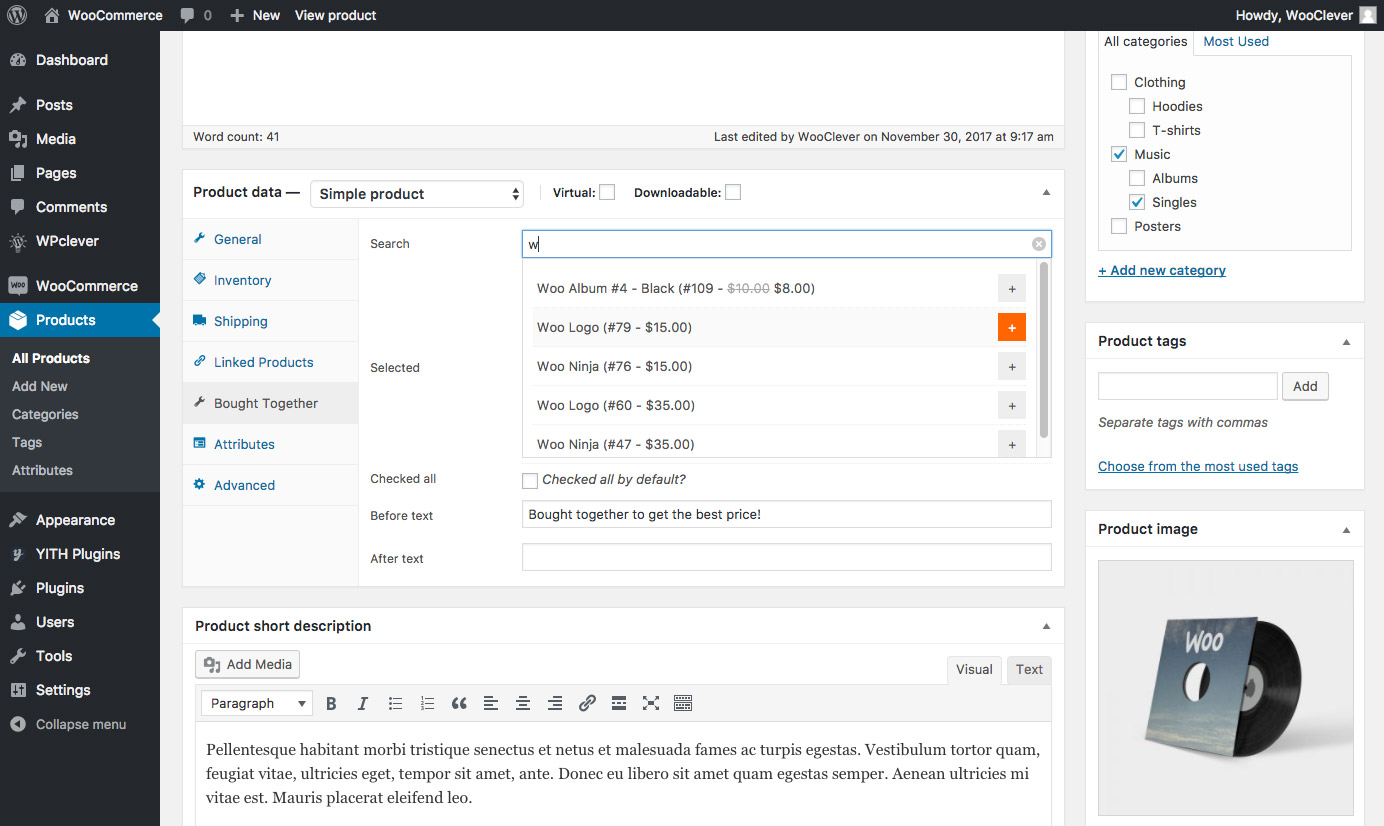 WooCommerce 0 New View product Howdy, WooClever
Dashboard
Posts
Media
Pages
Comments
WPclever
WOO WooCommerce
Products
All Products
Add New
Categories
Tags
Attributes
Appearance
YITH Plugins
Plugins
Users
Tools
Settings
Collapse menu
Word count: 41 Last edited by WooClever on November 30, 2017 at 9:17 am
Product data — Simple product Virtual: Downloadable:
General
Inventory
Shipping
Linked Products
Bought Together
Attributes
Advanced
Search w
Woo Album #4 - Black (#109 - $10.00 $8.00) +
Woo Logo (#79 - $15.00) +
Woo Ninja (#76 - $15.00) +
Woo Logo (#60 - $35.00) +
Woo Ninja (#47 - $35.00) +
Selected
Checked all Checked all by default?
Before text Bought together to get the best price!
After text
Product short description
Add Media Visual Text
Paragraph
Pellentesque habitant morbi tristique senectus et netus et malesuada fames ac turpis egestas. Vestibulum tortor quam,
feugiat vitae, ultricies eget, tempor sit amet, ante. Donec eu libero sit amet quam egestas semper. Aenean ultricies mi
vitae est. Mauris placerat eleifend leo.
All categories Most Used
Clothing
Hoodies
T-shirts
Music
Albums
Singles
Posters
+ Add new category
Product tags
Add
Separate tags with commas
Choose from the most used tags
Product image
WOO